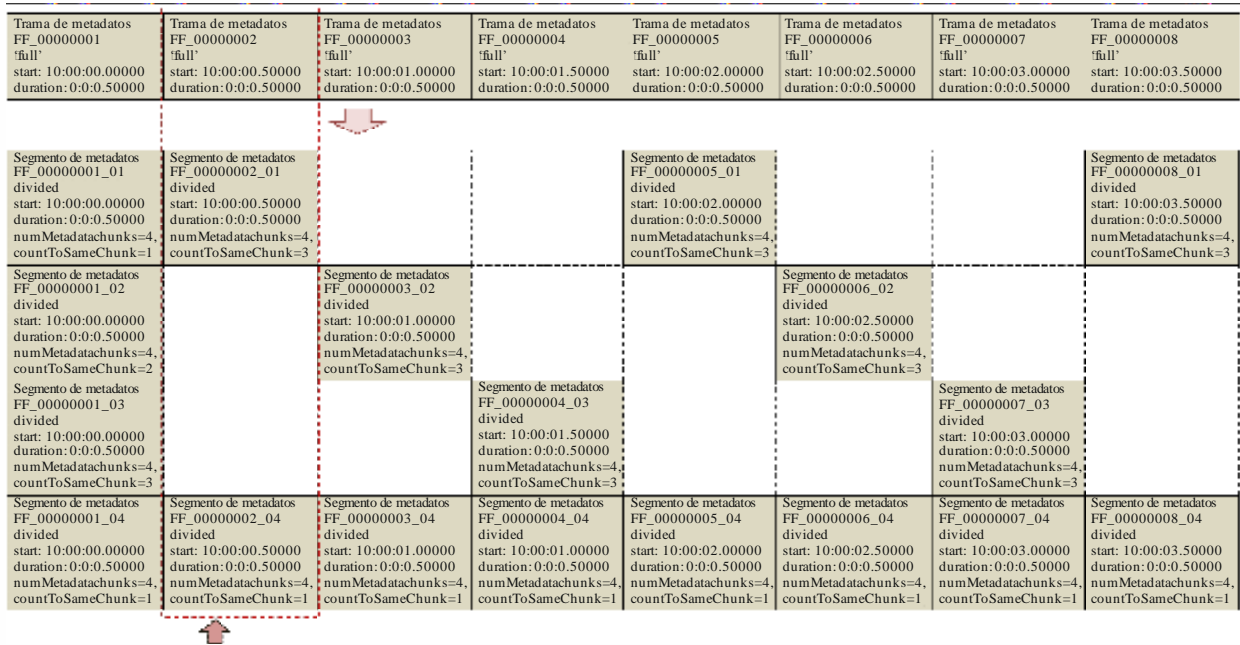 Trama de metadatos
FF_00000001
‘full’
start: 10:00:00.00000
duration: 0:0:0.50000
Trama de metadatos
FF_00000002
‘full’
start: 10:00:00.50000
duration: 0:0:0.50000
Trama de metadatos
FF_00000003
‘full’
start: 10:00:01.00000
duration: 0:0:0.50000
Trama de metadatos
FF_00000004
‘full’
start: 10:00:01.50000
duration: 0:0:0.50000
Trama de metadatos
FF_00000005
‘full’
start: 10:00:02.00000
duration: 0:0:0.50000
Trama de metadatos
FF_00000006
‘full’
start: 10:00:02.50000
duration: 0:0:0.50000
Trama de metadatos
FF_00000007
‘full’
start: 10:00:03.00000
duration: 0:0:0.50000
Trama de metadatos
FF_00000008
‘full’
start: 10:00:03.50000
duration: 0:0:0.50000
Segmento de metadatos
FF_00000001_01
divided
start: 10:00:00.00000
duration: 0:0:0.50000
numMetadatachunks=4,
countToSameChunk=1
Segmento de metadatos
FF_00000002_01
divided
start: 10:00:00.50000
duration: 0:0:0.50000
numMetadatachunks=4,
countToSameChunk=3
Segmento de metadatos
FF_00000005_01
divided
start: 10:00:02.00000
duration: 0:0:0.50000
numMetadatachunks=4,
countToSameChunk=3
Segmento de metadatos
FF_00000008_01
divided
start: 10:00:03.50000
duration: 0:0:0.50000
numMetadatachunks=4,
countToSameChunk=3
Segmento de metadatos
FF_00000001_02
divided
start: 10:00:00.00000
duration: 0:0:0.50000
numMetadatachunks=4,
countToSameChunk=2
Segmento de metadatos
FF_00000003_02
divided
start: 10:00:01.00000
duration: 0:0:0.50000
numMetadatachunks=4,
countToSameChunk=3
Segmento de metadatos
FF_00000006_02
divided
start: 10:00:02.50000
duration: 0:0:0.50000
numMetadatachunks=4,
countToSameChunk=3
Segmento de metadatos
FF_00000001_03
divided
start: 10:00:00.00000
duration: 0:0:0.50000
numMetadatachunks=4,
countToSameChunk=3
Segmento de metadatos
FF_00000004_03
divided
start: 10:00:01.50000
duration: 0:0:0.50000
numMetadatachunks=4,
countToSameChunk=3
Segmento de metadatos
FF_00000007_03
divided
start: 10:00:03.00000
duration: 0:0:0.50000
numMetadatachunks=4,
countToSameChunk=3
Segmento de metadatos
FF_00000001_04
divided
start: 10:00:00.00000
duration: 0:0:0.50000
numMetadatachunks=4,
countToSameChunk=1
Segmento de metadatos
FF_00000002_04
divided
start: 10:00:00.50000
duration: 0:0:0.50000
numMetadatachunks=4,
countToSameChunk=1
Segmento de metadatos
FF_00000003_04
divided
start: 10:00:01.00000
duration: 0:0:0.50000
numMetadatachunks=4,
countToSameChunk=1
Segmento de metadatos
FF_00000004_04
divided
start: 10:00:01.00000
duration: 0:0:0.50000
numMetadatachunks=4,
countToSameChunk=1
Segmento de metadatos
FF_00000005_04
divided
start: 10:00:02.00000
duration: 0:0:0.50000
numMetadatachunks=4,
countToSameChunk=1
Segmento de metadatos
FF_00000006_04
divided
start: 10:00:02.50000
duration: 0:0:0.50000
numMetadatachunks=4,
countToSameChunk=1
Segmento de metadatos
FF_00000007_04
divided
start: 10:00:03.00000
duration: 0:0:0.50000
numMetadatachunks=4,
countToSameChunk=1
Segmento de metadatos
FF_00000008_04
divided
start: 10:00:03.50000
duration: 0:0:0.50000
numMetadatachunks=4,
countToSameChunk=1